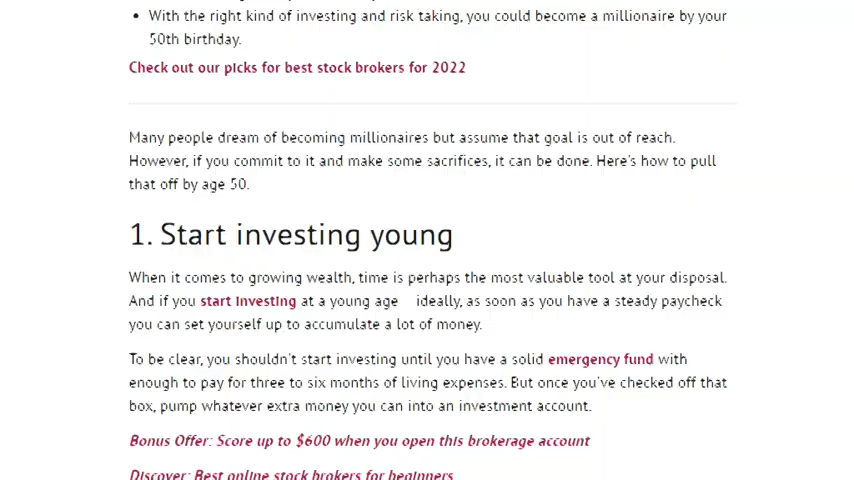 With the right kind of investing and risk taking, you could become a millionaire by your
50th birthday.
Check out our picks for best stock brokers for 2022
Many people dream of becoming millionaires but assume that goal is out of reach.
However, if you commit to it and make some sacrifices, it can be done. Here's how to pull
that off by age 50.
1. Start investing young
When it comes to growing wealth, time is perhaps the most valuable tool at your disposal.
And if you start investing at a young age ideally, as soon as you have a steady paycheck
you can set yourself up to accumulate a lot of money.
To be clear, you shouldn't start investing until you have a solid emergency fund with
enough to pay for three to six months of living expenses. But once you've checked off that
box, pump whatever extra money you can into an investment account.
Bonus Offer: Score up to $600 when you open this brokerage account
Discover: Best online stock brokers for beginners